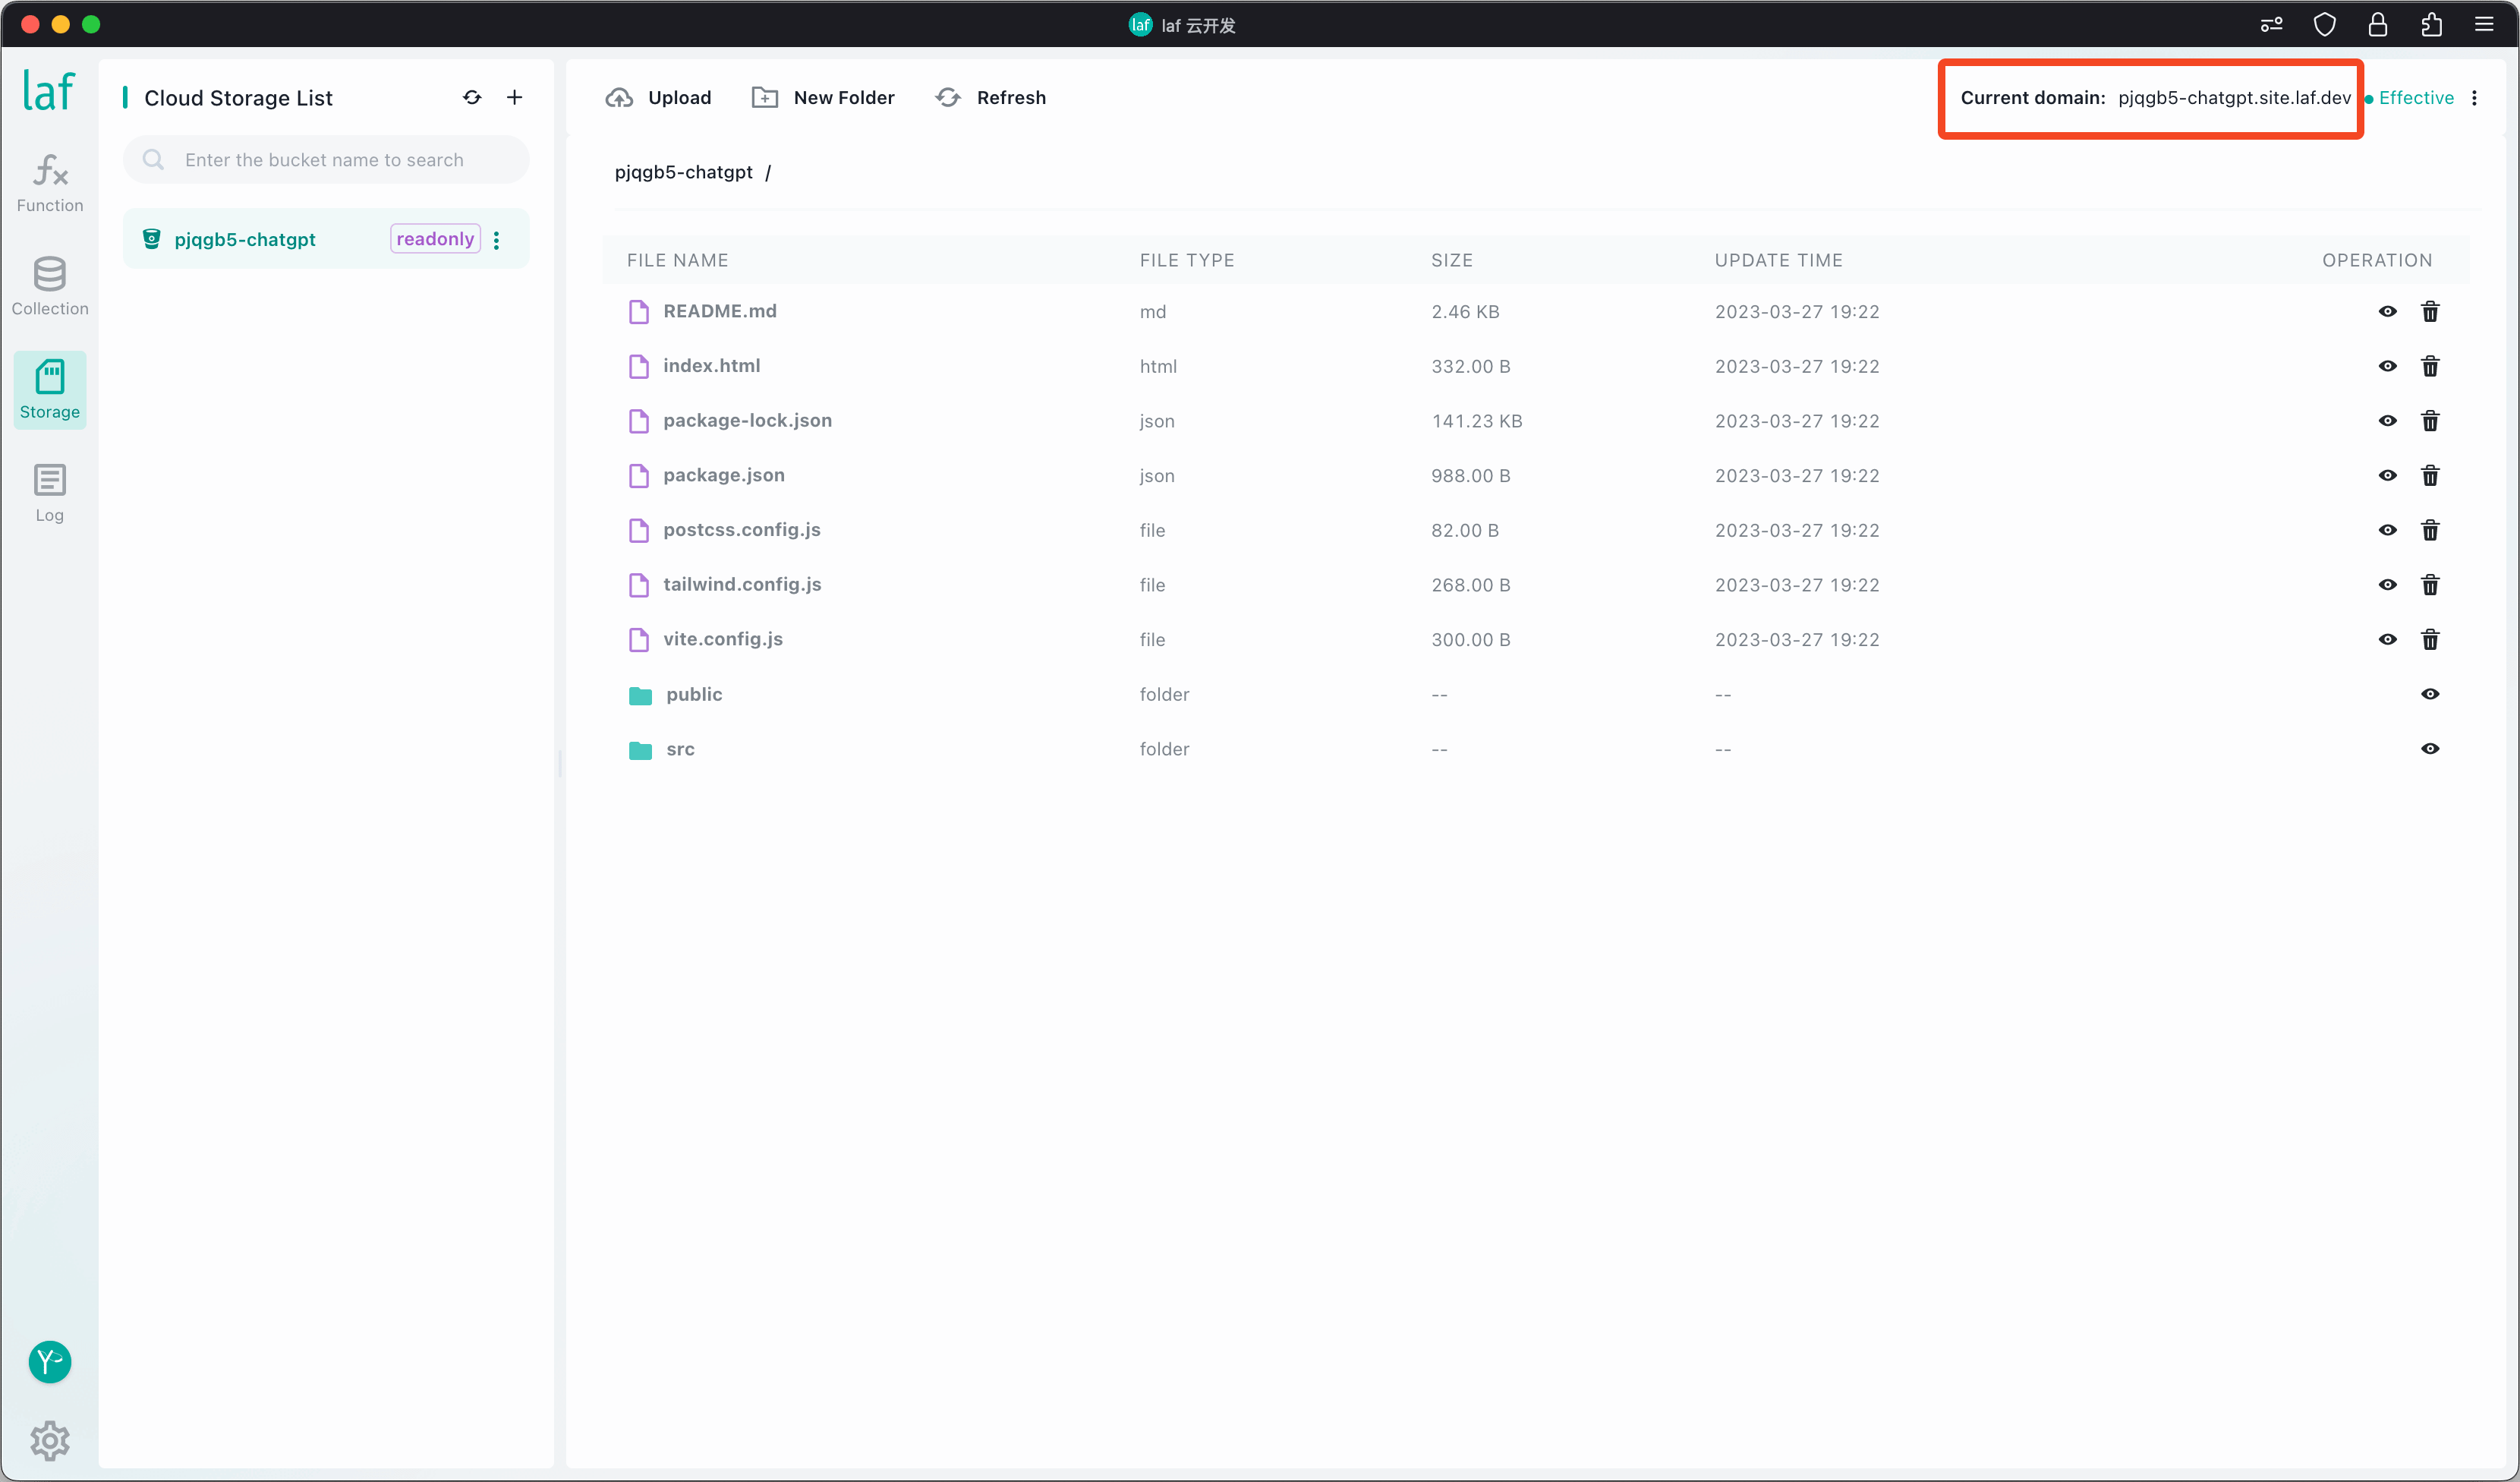 laf laf 云开发
laf
Cloud Storage List
Upload New Folder Refresh
Current domain: pjqgb5-chatgpt.site.laf.dev Effective
Enter the bucket name to search
pjqgb5-chatgpt readonly
Function
Collection
Storage
Log
pjqgb5-chatgpt /
FILE NAME FILE TYPE SIZE UPDATE TIME OPERATION
README.md md 2.46 KB 2023-03-27 19:22
index.html html 332.00 B 2023-03-27 19:22
package-lock.json json 141.23 KB 2023-03-27 19:22
package.json json 988.00 B 2023-03-27 19:22
postcss.config.js file 82.00 B 2023-03-27 19:22
tailwind.config.js file 268.00 B 2023-03-27 19:22
vite.config.js file 300.00 B 2023-03-27 19:22
public folder -- --
src folder -- --